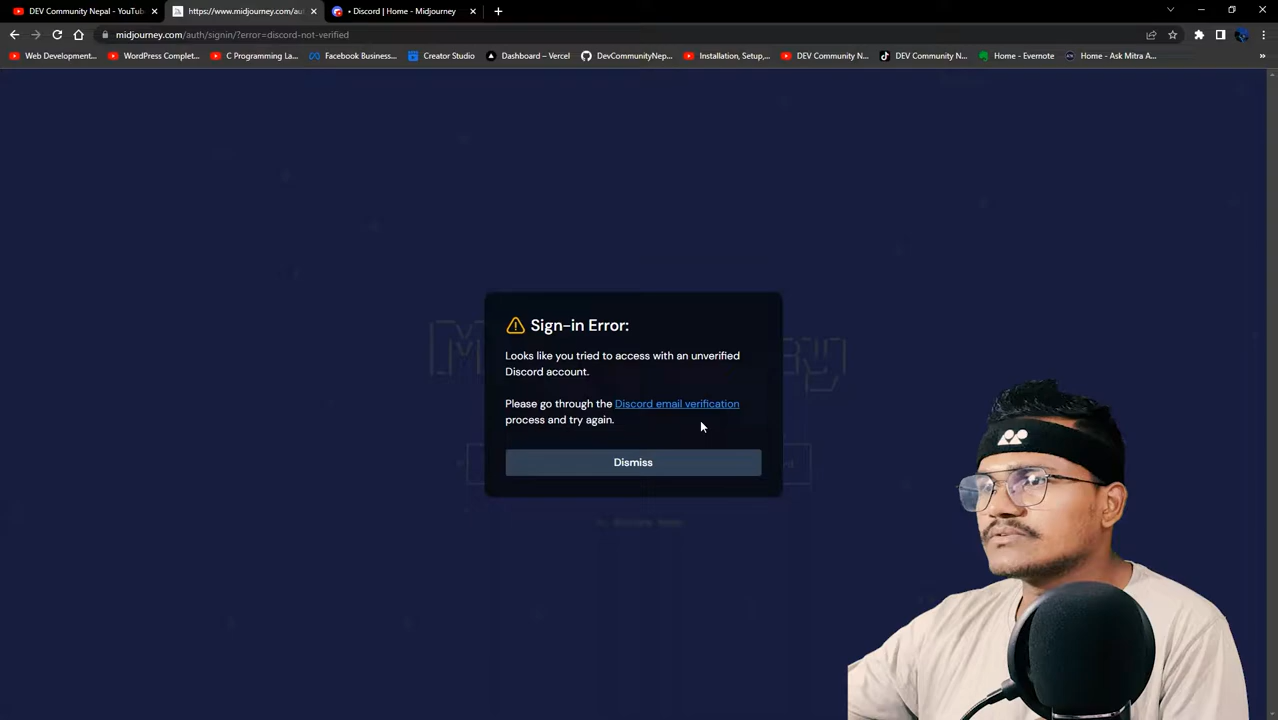 DEV Community Nepal - YouTube
https://www.midjourney.com/au
• Discord | Home - Midjourney
midjourney.com/auth/signin/?error=discord-not-verified
Web Development...
WordPress Complet...
C Programming La...
Facebook Business...
Creator Studio
Dashboard – Vercel
DevCommunityNep...
Installation, Setup,...
DEV Community N...
DEV Community N...
Home - Evernote
Home - Ask Mitra A...
Sign-in Error:
Looks like you tried to access with an unverified
Discord account.
Please go through the Discord email verification
process and try again.
Dismiss